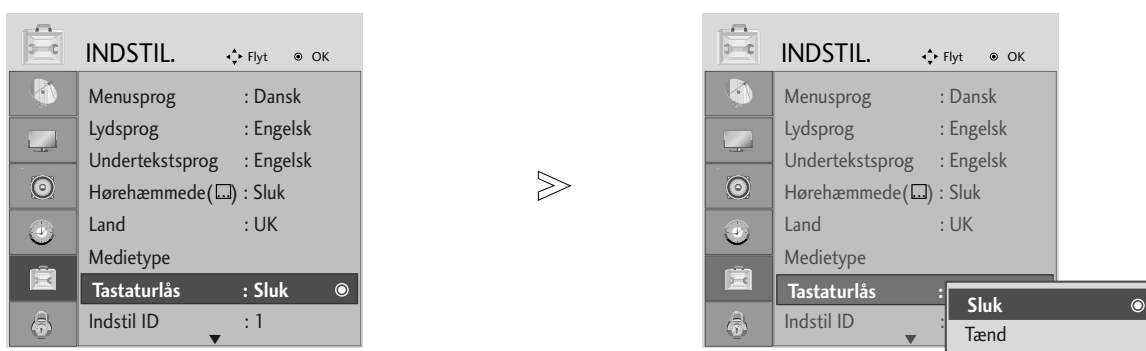 INDSTIL. Flyt OK
Menusprog : Dansk
Lydsprog : Engelsk
Undertekstsprog : Engelsk
Hørehæmmede( ) : Sluk
Land : UK
Medietype
Tastaturlås : Sluk
Indstil ID : 1
INDSTIL. Flyt OK
Menusprog : Dansk
Lydsprog : Engelsk
Undertekstsprog : Engelsk
Hørehæmmede( ) : Sluk
Land : UK
Medietype
Tastaturlås :
Indstil ID :
Sluk
Tænd